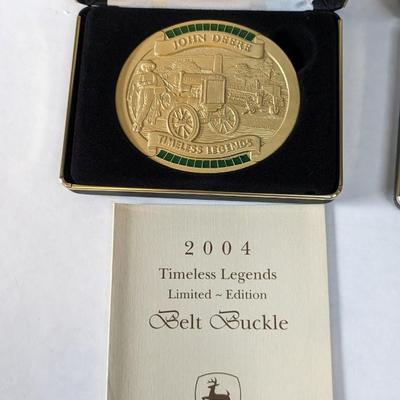 JOHN DEERE
TIMELESS LEGENDS
2004
Timeless Legends
Limited ~ Edition
Belt Buckle